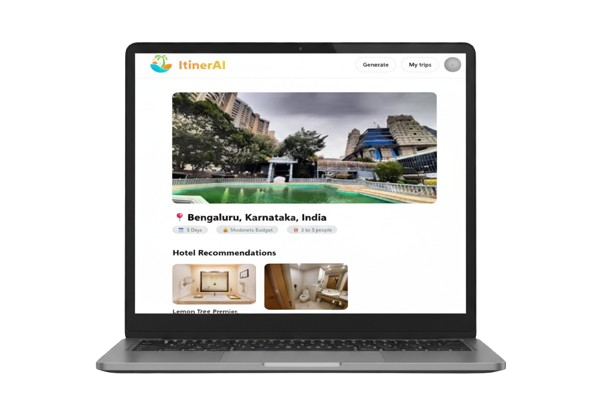 ItinerAI
Generate
My trips
Bengaluru, Karnataka, India
3 Days
Budget
3 to 5 people
Hotel Recommendations
Lemon Tree Premier,